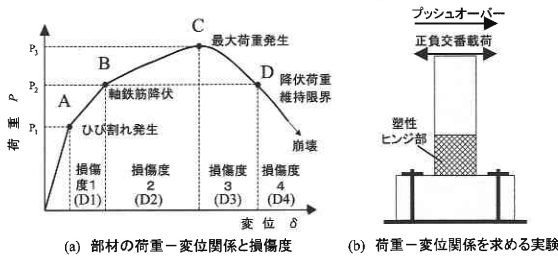 プッシュオーバー
正負交番載荷
C
最大荷重発生
P3
B
D
降伏荷重
維持限界
P2
軸鉄筋降伏
A
塑性
ヒンジ部
P1
ひび割れ発生
崩壊
荷重 P
損傷
度1
(D1)
損傷度
2
(D2)
損傷度
3
(D3)
損傷度
4
(D4)
変位 δ
(a) 部材の荷重－変位関係と損傷度
(b) 荷重－変位関係を求める実験